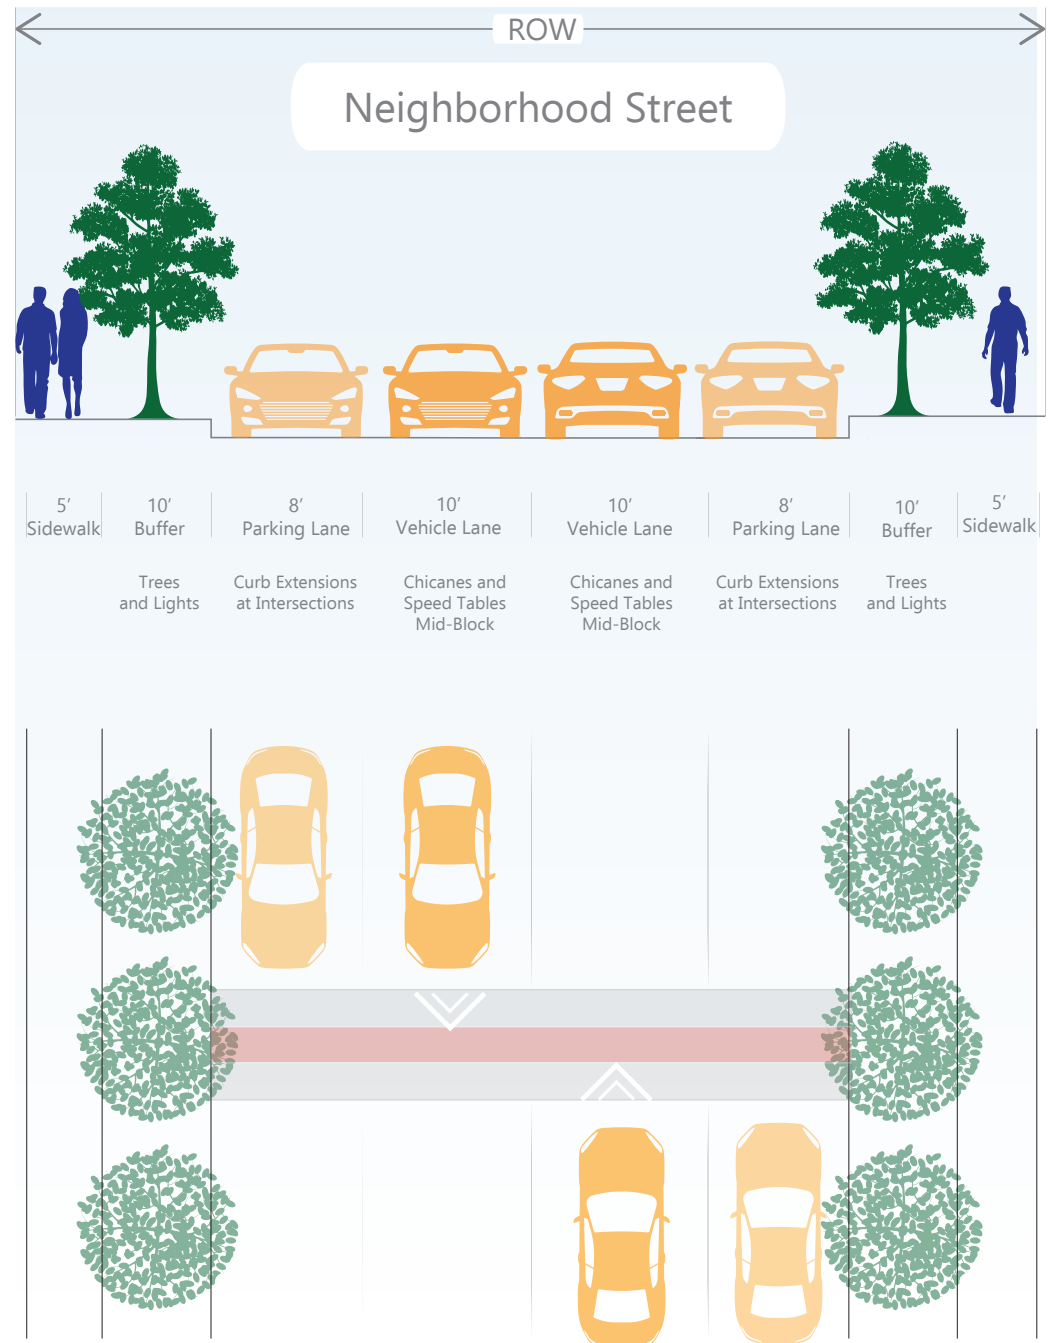 ROW
Neighborhood Street
5′
Sidewalk
10′
Buffer
8′
Parking Lane
10′
Vehicle Lane
10′
Vehicle Lane
8′
Parking Lane
10′
Buffer
5′
Sidewalk
Trees
and Lights
Curb Extensions
at Intersections
Chicanes and
Speed Tables
Mid-Block
Chicanes and
Speed Tables
Mid-Block
Curb Extensions
at Intersections
Trees
and Lights